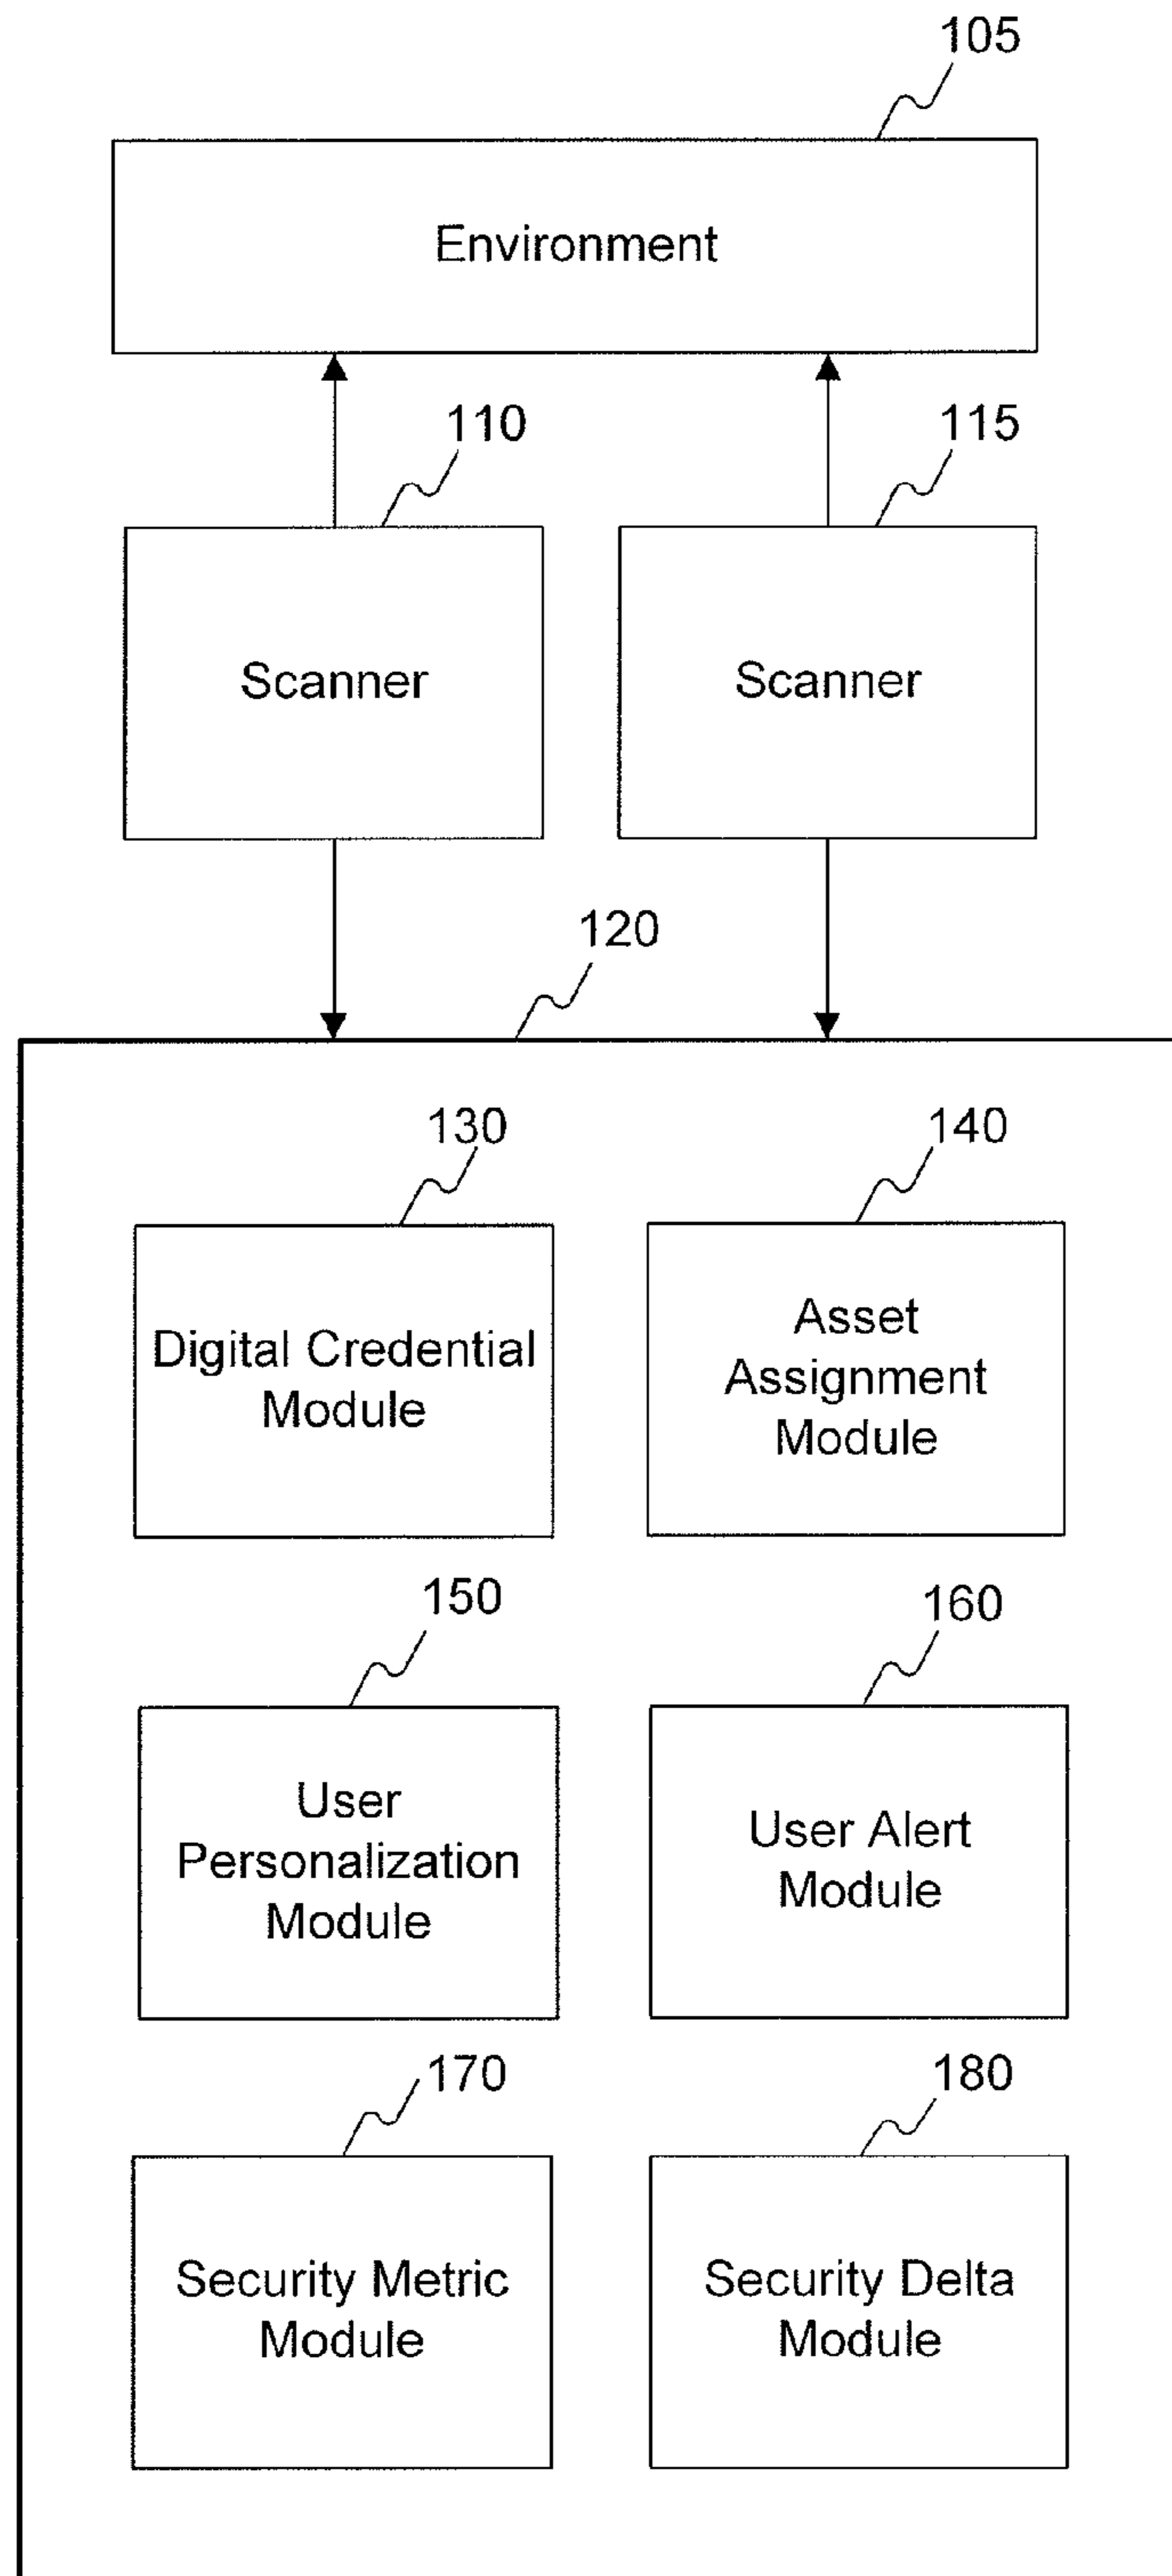 105
Environment
110
115
Scanner
Scanner
120
130
140
Digital Credential
Module
Asset
Assignment
Module
150
160
User
Personalization
Module
User Alert
Module
170
180
Security Metric
Module
Security Delta
Module